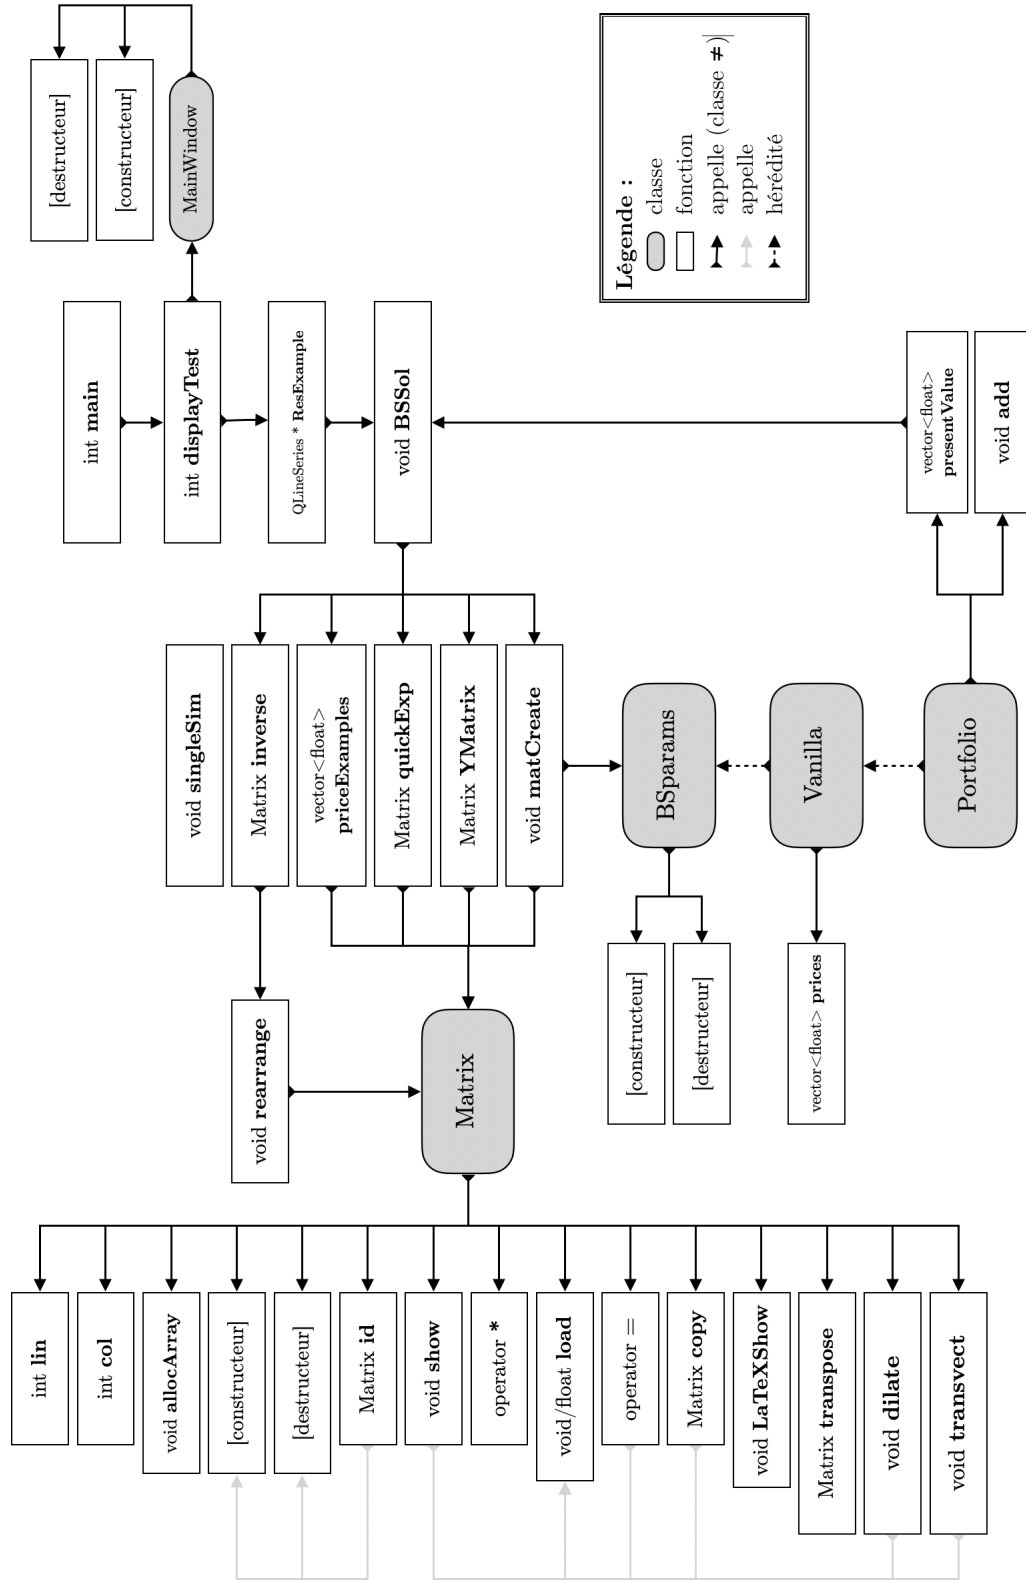 int lin
int col
void allocArray
[constructeur]
[destructeur]
Matrix id
void show
operator *
void/float load
operator =
Matrix copy
void LaTeXShow
Matrix transpose
void dilate
void transvect
void rearrange
Matrix
[constructeur]
[destructeur]
vector<float> prices
void singleSim
Matrix inverse
vector<float>
priceExamples
Matrix quickExp
Matrix YMatrix
void matCreate
BSparams
Vanilla
Portfolio
int main
int displayTest
QLineSeries * ResExample
void BSSol
vector<float>
presentValue
void add
[destructeur]
[constructeur]
MainWindow
Légende :
classe
fonction
appelle (classe ≠)
appelle
hérédité